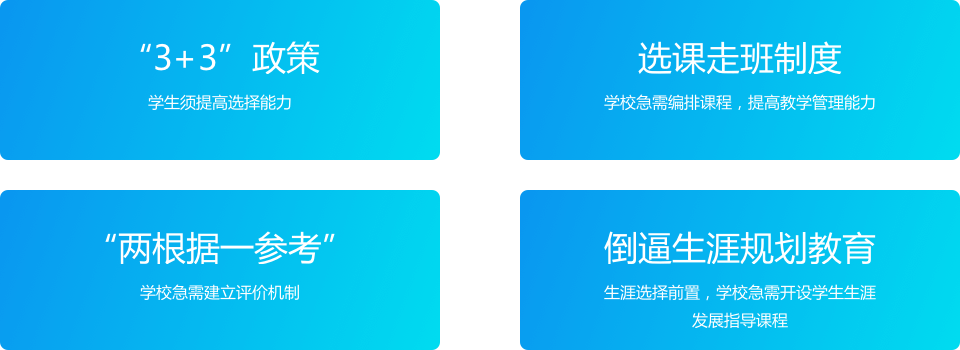 “3+3”政策
学生须提高选择能力
选课走班制度
学校急需编排课程，提高教学管理能力
“两根据一参考”
学校急需建立评价机制
倒逼生涯规划教育
生涯选择前置，学校急需开设学生生涯
发展指导课程